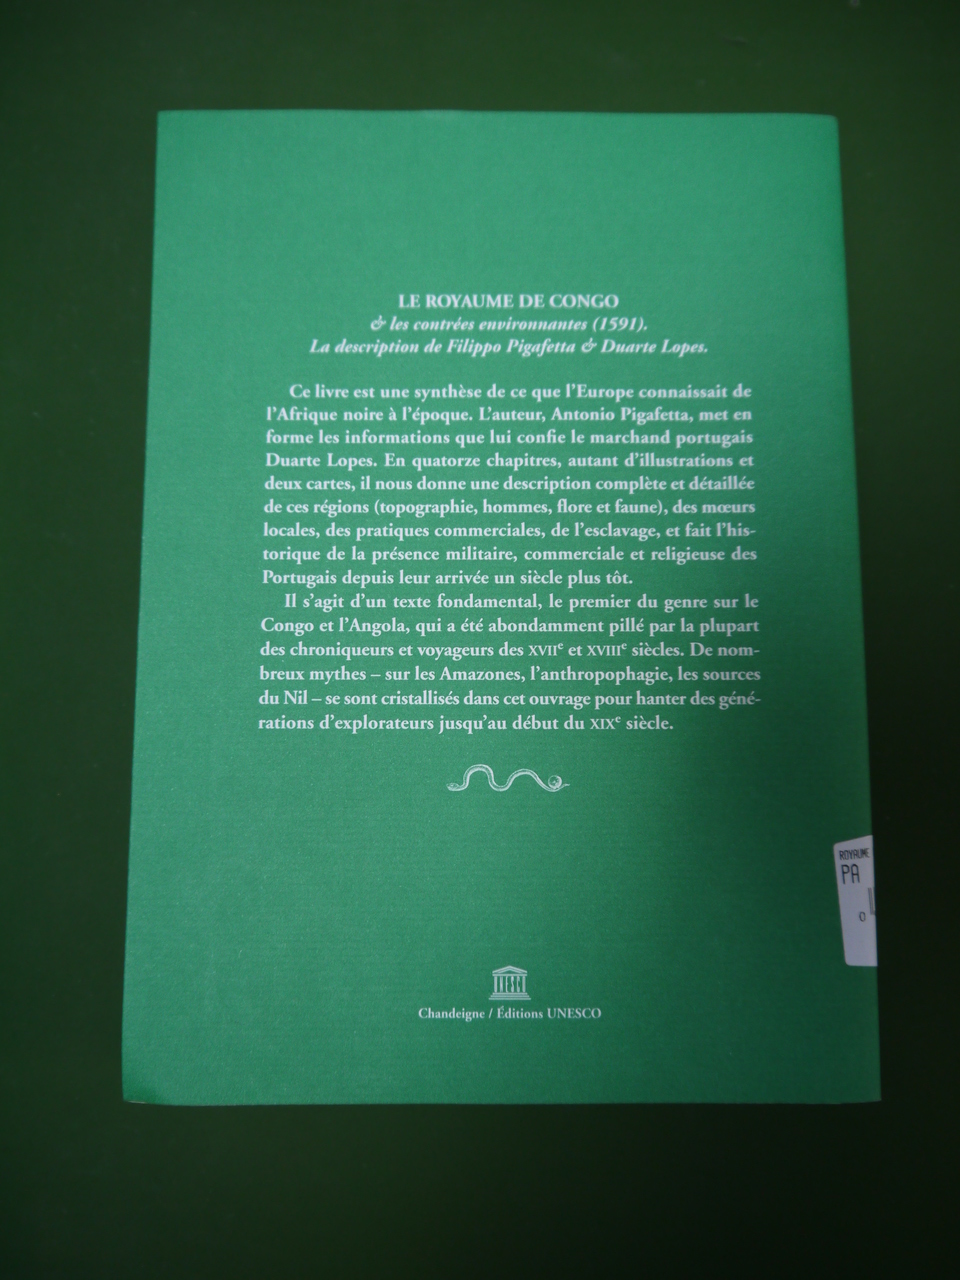 LE ROYAUME DE CONGO
& les contrées environnantes (1591).
La description de Filippo Pigafetta & Duarte Lopes.
Ce livre est une synthèse de ce que l'Europe connaissait de
l'Afrique noire à l'époque. L'auteur, Antonio Pigafetta, met en
forme les informations que lui confie le marchand portugais
Duarte Lopes. En quatorze chapitres, autant d'illustrations et
deux cartes, il nous donne une description complète et détaillée
de ces régions (topographie, hommes, flore et faune), des mœurs
locales, des pratiques commerciales, de l'esclavage, et fait l'his-
torique de la présence militaire, commerciale et religieuse des
Portugais depuis leur arrivée un siècle plus tôt.
Il s'agit d'un texte fondamental, le premier du genre sur le
Congo et l'Angola, qui a été abondamment pillé par la plupart
des chroniqueurs et voyageurs des XVIIe et XVIIIe siècles. De nom-
breux mythes – sur les Amazones, l'anthropophagie, les sources
du Nil – se sont cristallisés dans cet ouvrage pour hanter des géné-
rations d'explorateurs jusqu'au début du XIXe siècle.
ROYAUME
PA
UNESCO
Chandeigne / Éditions UNESCO